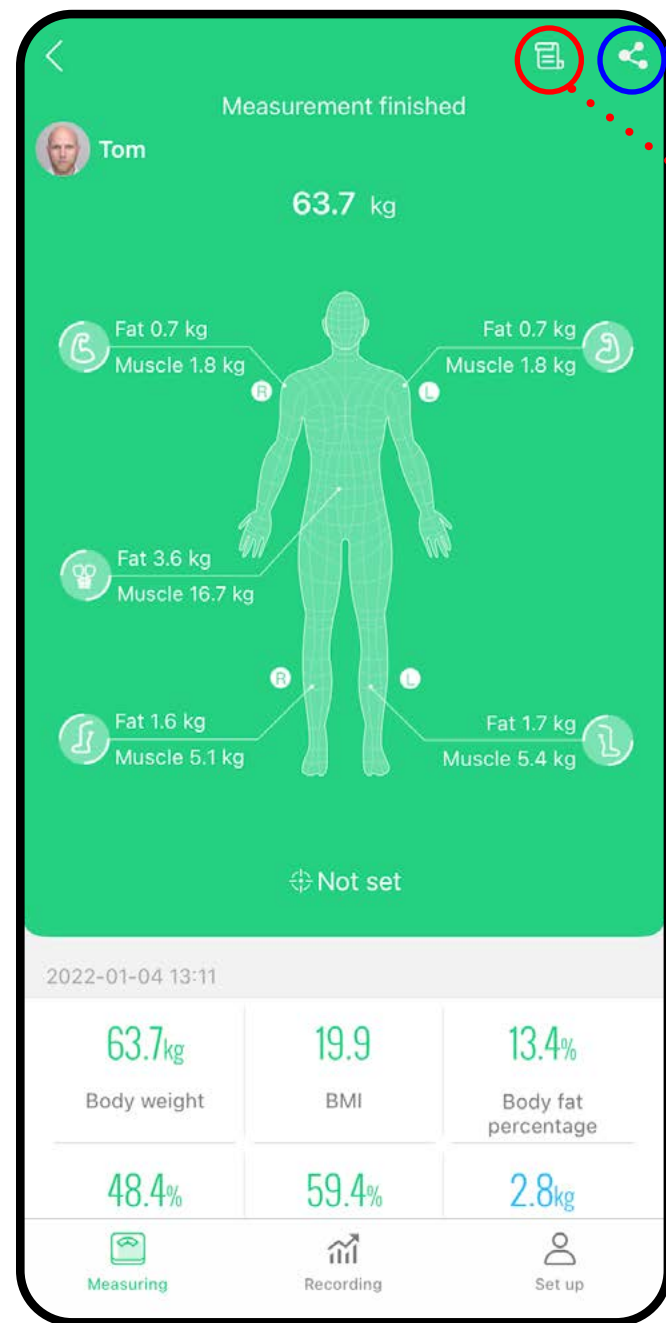 Measurement finished
Tom
63.7 kg
Fat 0.7 kg
Muscle 1.8 kg
Fat 0.7 kg
Muscle 1.8 kg
R
L
Fat 3.6 kg
Muscle 16.7 kg
R
L
Fat 1.6 kg
Muscle 5.1 kg
Fat 1.7 kg
Muscle 5.4 kg
Not set
2022-01-04 13:11
63.7kg
Body weight
19.9
BMI
13.4%
Body fat
percentage
48.4%
59.4%
2.8kg
Measuring
Recording
Set up